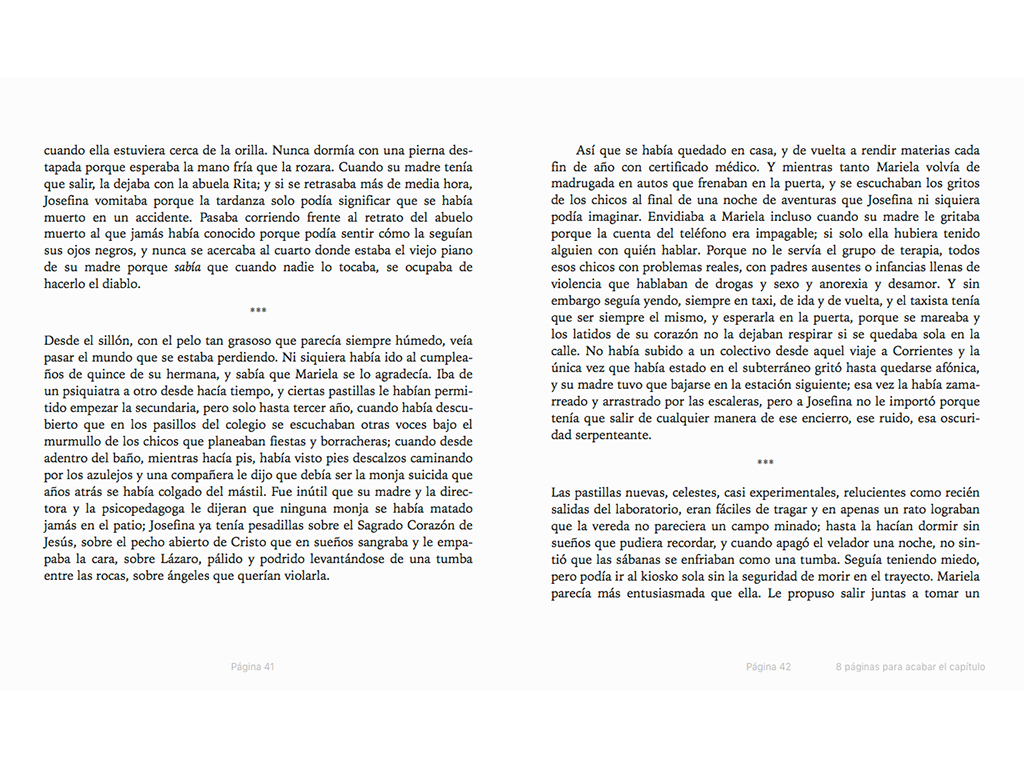 cuando ella estuviera cerca de la orilla. Nunca dormía con una pierna des-
tapada porque esperaba la mano fría que la rozara. Cuando su madre tenía
que salir, la dejaba con la abuela Rita; y si se retrasaba más de media hora,
Josefina vomitaba porque la tardanza solo podía significar que se había
muerto en un accidente. Pasaba corriendo frente al retrato del abuelo
muerto al que jamás había conocido porque podía sentir cómo la seguían
sus ojos negros, y nunca se acercaba al cuarto donde estaba el viejo piano
de su madre porque sabía que cuando nadie lo tocaba, se ocupaba de
hacerlo el diablo.
***
Desde el sillón, con el pelo tan grasoso que parecía siempre húmedo, veía
pasar el mundo que se estaba perdiendo. Ni siquiera había ido al cumplea-
ños de quince de su hermana, y sabía que Mariela se lo agradecía. Iba de
un psiquiatra a otro desde hacía tiempo, y ciertas pastillas le habían permi-
tido empezar la secundaria, pero solo hasta tercer año, cuando había descu-
bierto que en los pasillos del colegio se escuchaban otras voces bajo el
murmullo de los chicos que planeaban fiestas y borracheras; cuando desde
adentro del baño, mientras hacía pis, había visto pies descalzos caminando
por los azulejos y una compañera le dijo que debía ser la monja suicida que
años atrás se había colgado del mástil. Fue inútil que su madre y la direc-
tora y la psicopedagoga le dijeran que ninguna monja se había matado
jamás en el patio; Josefina ya tenía pesadillas sobre el Sagrado Corazón de
Jesús, sobre el pecho abierto de Cristo que en sueños sangraba y le empa-
paba la cara, sobre Lázaro, pálido y podrido levantándose de una tumba
entre las rocas, sobre ángeles que querían violarla.
Página 41
Así que se había quedado en casa, y de vuelta a rendir materias cada
fin de año con certificado médico. Y mientras tanto Mariela volvía de
madrugada en autos que frenaban en la puerta, y se escuchaban los gritos
de los chicos al final de una noche de aventuras que Josefina ni siquiera
podía imaginar. Envidiaba a Mariela incluso cuando su madre le gritaba
porque la cuenta del teléfono era impagable; si solo ella hubiera tenido
alguien con quién hablar. Porque no le servía el grupo de terapia, todos
esos chicos con problemas reales, con padres ausentes o infancias llenas de
violencia que hablaban de drogas y sexo y anorexia y desamor. Y sin
embargo seguía yendo, siempre en taxi, de ida y de vuelta, y el taxista tenía
que ser siempre el mismo, y esperarla en la puerta, porque se mareaba y
los latidos de su corazón no la dejaban respirar si se quedaba sola en la
calle. No había subido a un colectivo desde aquel viaje a Corrientes y la
única vez que había estado en el subterráneo gritó hasta quedarse afónica,
y su madre tuvo que bajarse en la estación siguiente; esa vez la había zama-
rreado y arrastrado por las escaleras, pero a Josefina no le importó porque
tenía que salir de cualquier manera de ese encierro, ese ruido, esa oscuri-
dad serpenteante.
***
Las pastillas nuevas, celestes, casi experimentales, relucientes como recién
salidas del laboratorio, eran fáciles de tragar y en apenas un rato lograban
que la vereda no pareciera un campo minado; hasta la hacían dormir sin
sueños que pudiera recordar, y cuando apagó el velador una noche, no sin-
tió que las sábanas se enfriaban como una tumba. Seguía teniendo miedo,
pero podía ir al kiosko sola sin la seguridad de morir en el trayecto. Mariela
parecía más entusiasmada que ella. Le propuso salir juntas a tomar un
Página 42
8 páginas para acabar el capítulo